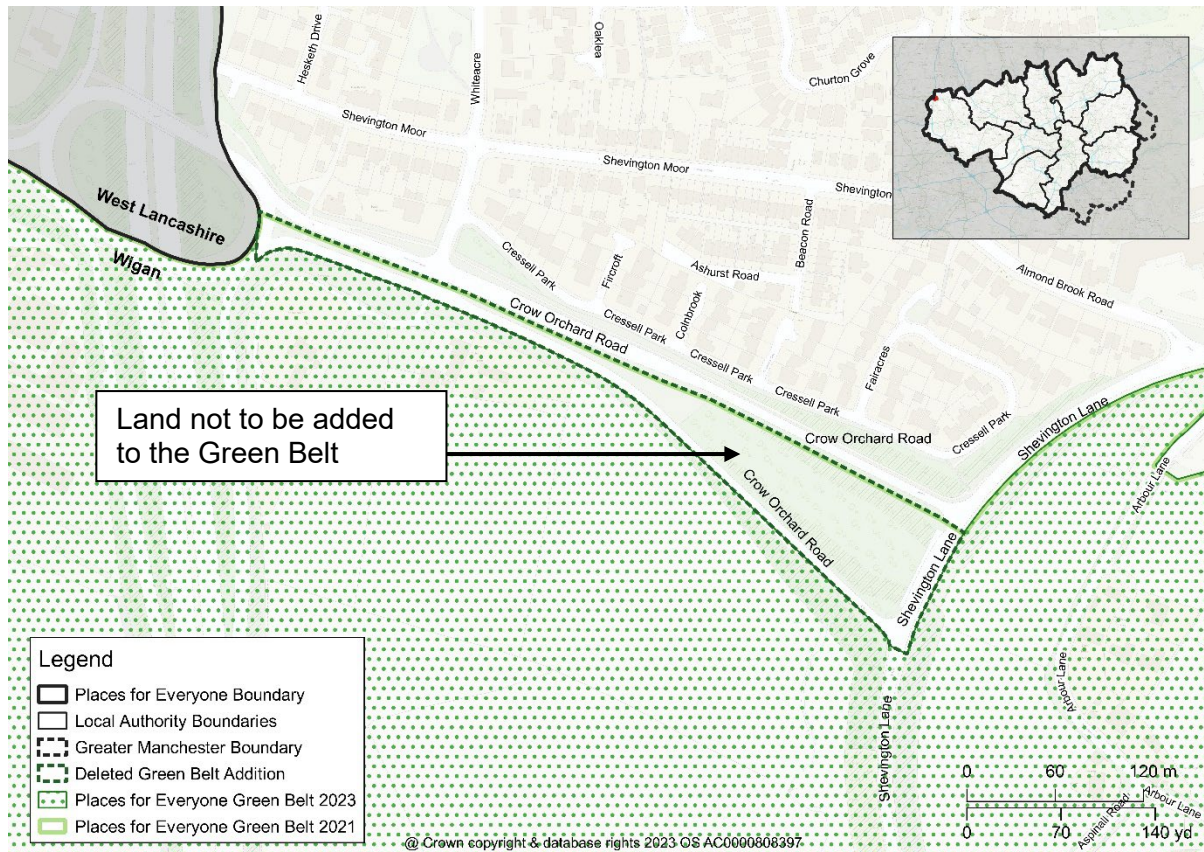 Hesketh Drive
Whiteacre
Oaklea
Churton Grove
Shevington Moor
Shevington Moor
Shevington
West Lancashire
Wigan
Cressell Park
Fircroft
Ashurst Road
Beacon Road
Almond Brook Road
Crow Orchard Road
Cressell Park
Colnbrook
Cressell Park
Fairacres
Cressell Park
Cressell Park
Crow Orchard Road
Shevington Lane
Arbour Lane
Land not to be added
to the Green Belt
Crow Orchard Road
Shevington Lane
Arbour Lane
Shevington Lane
Legend
Places for Everyone Boundary
Local Authority Boundaries
Greater Manchester Boundary
Deleted Green Belt Addition
Places for Everyone Green Belt 2023
Places for Everyone Green Belt 2021
0 60 120 m
0 70 140 yd
Aspinall Road
Arbour Lane
@ Crown copyright & database rights 2023 OS AC0000808397